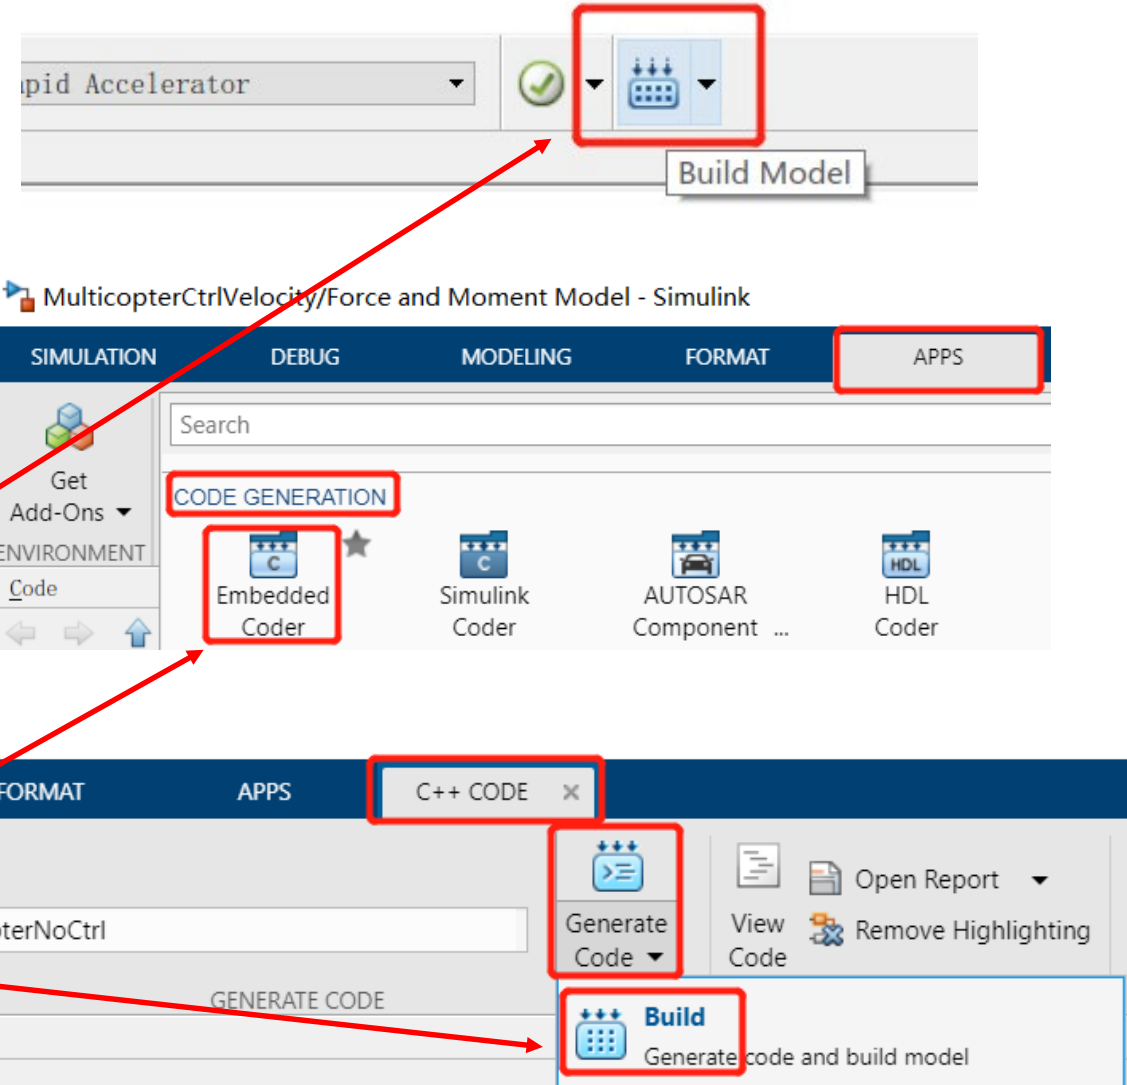 Accelerator
Build Model
MulticopterCtrlVelocity/Force and Moment Model - Simulink
SIMULATION DEBUG MODELING FORMAT APPS
Search
Get
Add-Ons
CODE GENERATION
ENVIRONMENT
Code
C C HDL
Embedded
Coder
Simulink
Coder
AUTOSAR
Component ...
HDL
Coder
FORMAT APPS C++ CODE
Generate
Code
View
Code
Open Report
Remove Highlighting
terNoCtrl
GENERATE CODE
Build
Generate code and build model